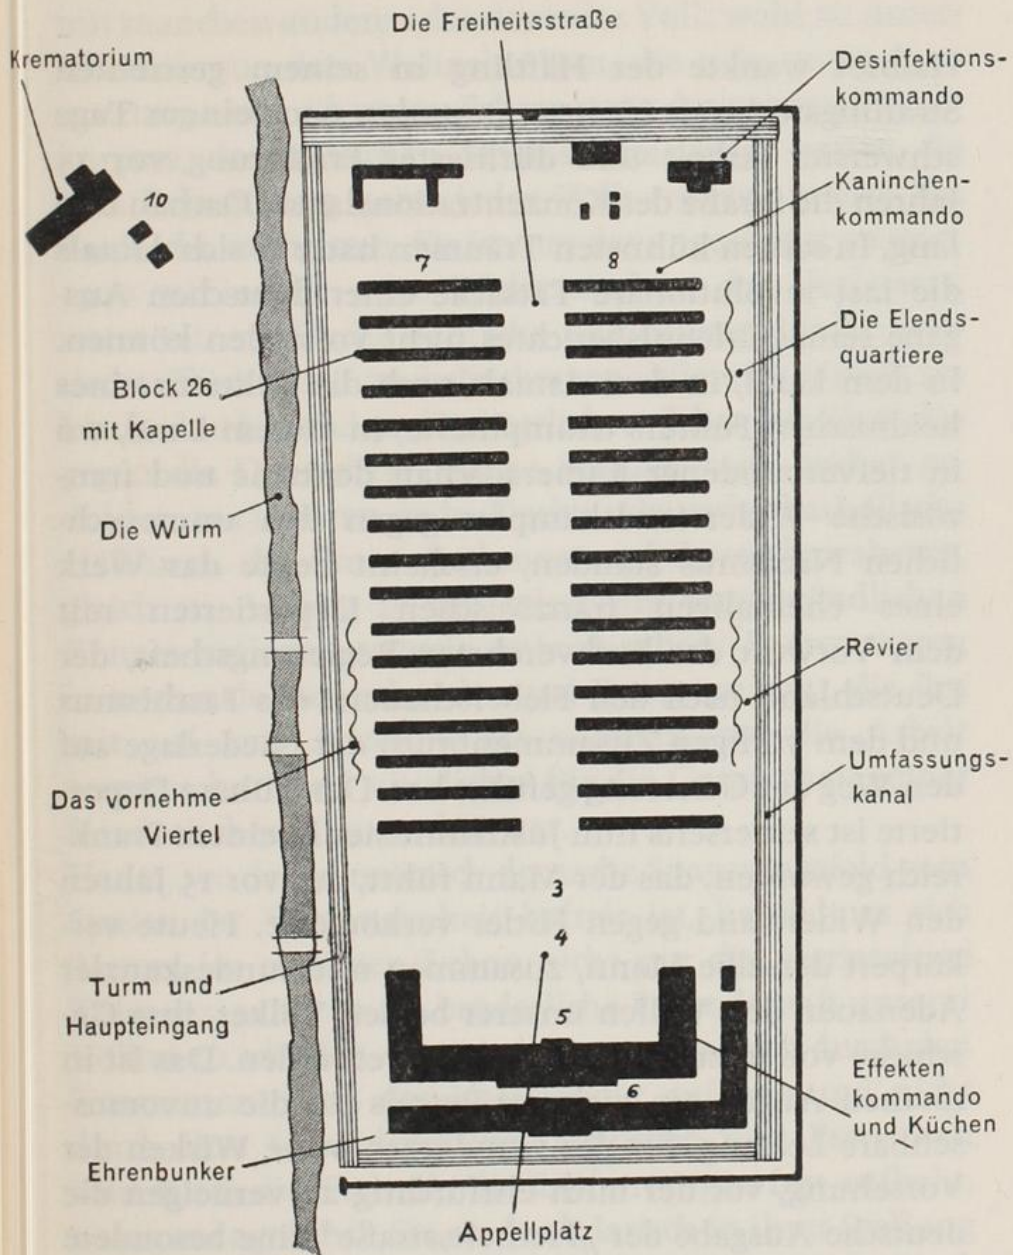 Die Freiheitsstraße
Krematorium
Desinfektions-
kommando
10
Kaninchen-
kommando
7
8
Die Elends-
quartiere
Block 26
mit Kapelle
Die Würm
Revier
Umfassungs-
kanal
Das vornehme
Viertel
3
4
Turm und
Haupteingang
5
6
Effekten
kommando
und Küchen
Ehrenbunker
Appellplatz